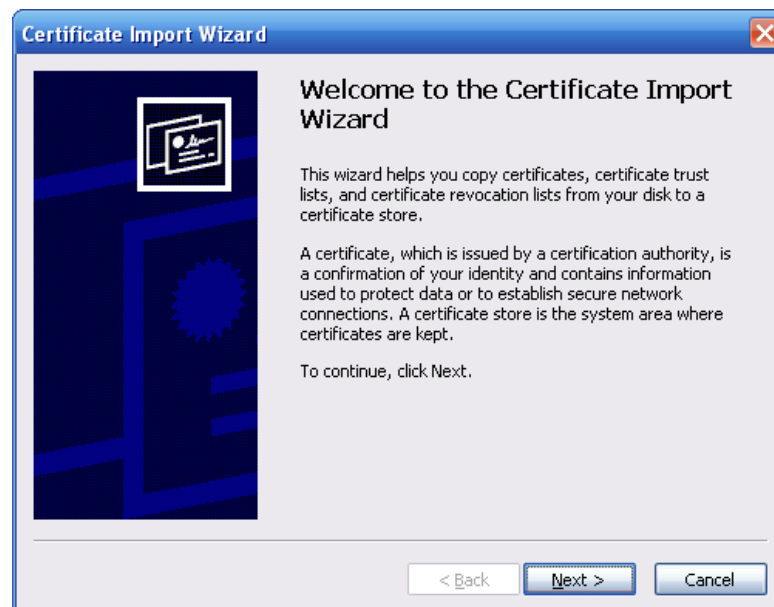 Certificate Import Wizard
Welcome to the Certificate Import
Wizard
This wizard helps you copy certificates, certificate trust
lists, and certificate revocation lists from your disk to a
certificate store.
A certificate, which is issued by a certification authority, is
a confirmation of your identity and contains information
used to protect data or to establish secure network
connections. A certificate store is the system area where
certificates are kept.
To continue, click Next.
< Back Next > Cancel